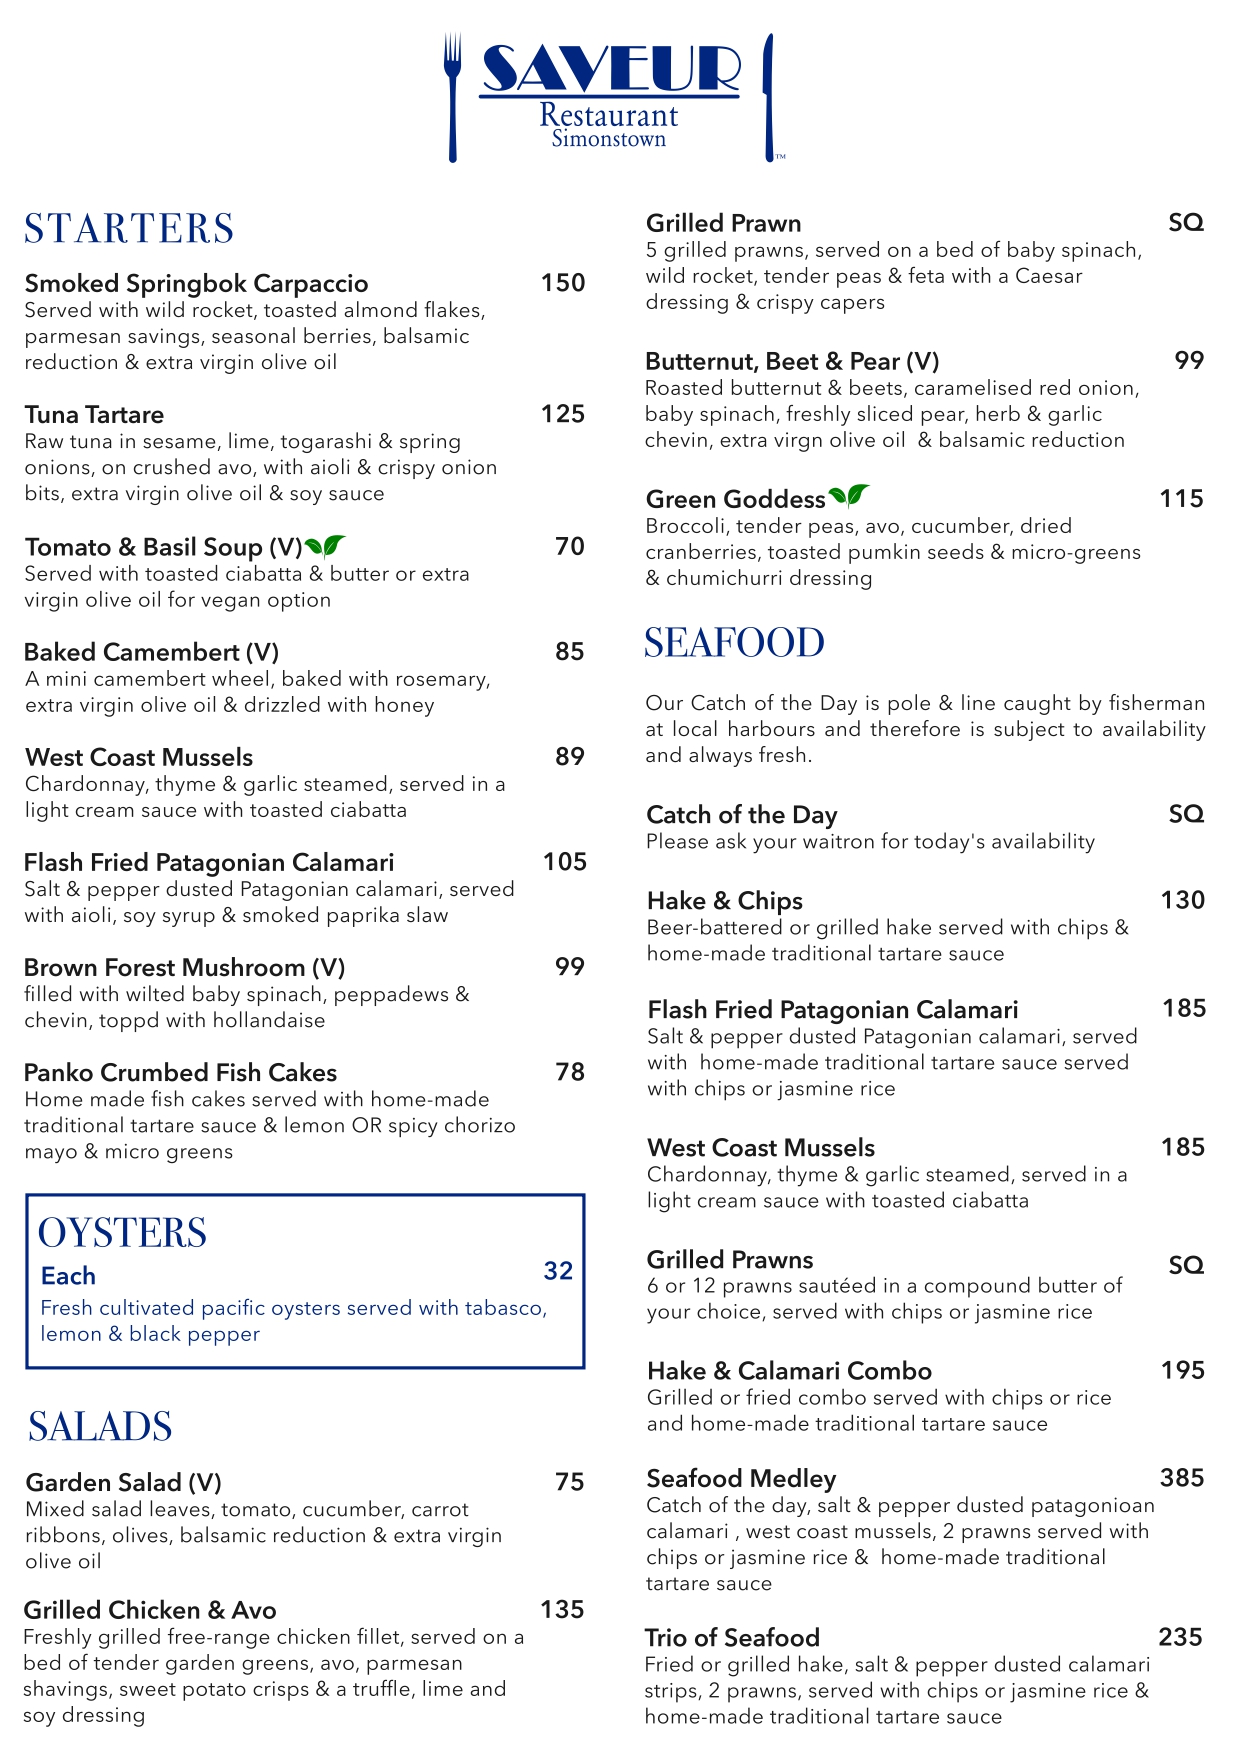 SAVEUR
Restaurant
Simonstown
™
STARTERS
Smoked Springbok Carpaccio 150
Served with wild rocket, toasted almond flakes,
parmesan savings, seasonal berries, balsamic
reduction & extra virgin olive oil
Tuna Tartare 125
Raw tuna in sesame, lime, togarashi & spring
onions, on crushed avo, with aioli & crispy onion
bits, extra virgin olive oil & soy sauce
Tomato & Basil Soup (V) 70
Served with toasted ciabatta & butter or extra
virgin olive oil for vegan option
Baked Camembert (V) 85
A mini camembert wheel, baked with rosemary,
extra virgin olive oil & drizzled with honey
West Coast Mussels 89
Chardonnay, thyme & garlic steamed, served in a
light cream sauce with toasted ciabatta
Flash Fried Patagonian Calamari 105
Salt & pepper dusted Patagonian calamari, served
with aioli, soy syrup & smoked paprika slaw
Brown Forest Mushroom (V) 99
filled with wilted baby spinach, peppadews &
chevin, toppd with hollandaise
Panko Crumbed Fish Cakes 78
Home made fish cakes served with home-made
traditional tartare sauce & lemon OR spicy chorizo
mayo & micro greens
OYSTERS
Each 32
Fresh cultivated pacific oysters served with tabasco,
lemon & black pepper
SALADS
Garden Salad (V) 75
Mixed salad leaves, tomato, cucumber, carrot
ribbons, olives, balsamic reduction & extra virgin
olive oil
Grilled Chicken & Avo 135
Freshly grilled free-range chicken fillet, served on a
bed of tender garden greens, avo, parmesan
shavings, sweet potato crisps & a truffle, lime and
soy dressing
Grilled Prawn SQ
5 grilled prawns, served on a bed of baby spinach,
wild rocket, tender peas & feta with a Caesar
dressing & crispy capers
Butternut, Beet & Pear (V) 99
Roasted butternut & beets, caramelised red onion,
baby spinach, freshly sliced pear, herb & garlic
chevin, extra virgn olive oil & balsamic reduction
Green Goddess 115
Broccoli, tender peas, avo, cucumber, dried
cranberries, toasted pumkin seeds & micro-greens
& chumichurri dressing
SEAFOOD
Our Catch of the Day is pole & line caught by fisherman
at local harbours and therefore is subject to availability
and always fresh.
Catch of the Day SQ
Please ask your waitron for today's availability
Hake & Chips 130
Beer-battered or grilled hake served with chips &
home-made traditional tartare sauce
Flash Fried Patagonian Calamari 185
Salt & pepper dusted Patagonian calamari, served
with home-made traditional tartare sauce served
with chips or jasmine rice
West Coast Mussels 185
Chardonnay, thyme & garlic steamed, served in a
light cream sauce with toasted ciabatta
Grilled Prawns SQ
6 or 12 prawns sautéed in a compound butter of
your choice, served with chips or jasmine rice
Hake & Calamari Combo 195
Grilled or fried combo served with chips or rice
and home-made traditional tartare sauce
Seafood Medley 385
Catch of the day, salt & pepper dusted patagonioan
calamari , west coast mussels, 2 prawns served with
chips or jasmine rice & home-made traditional
tartare sauce
Trio of Seafood 235
Fried or grilled hake, salt & pepper dusted calamari
strips, 2 prawns, served with chips or jasmine rice &
home-made traditional tartare sauce